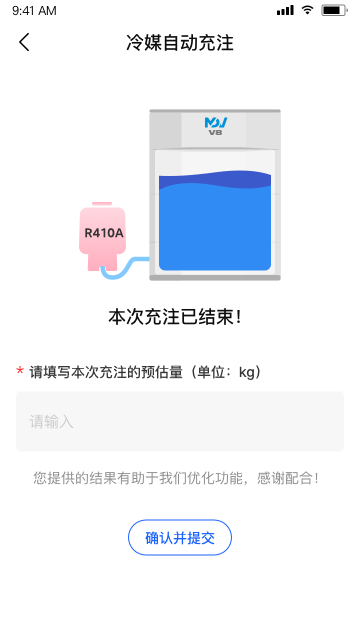 9:41 AM
冷媒自动充注
MDV
V8
R410A
本次充注已结束！
* 请填写本次充注的预估量（单位：kg）
请输入
您提供的结果有助于我们优化功能，感谢配合！
确认并提交